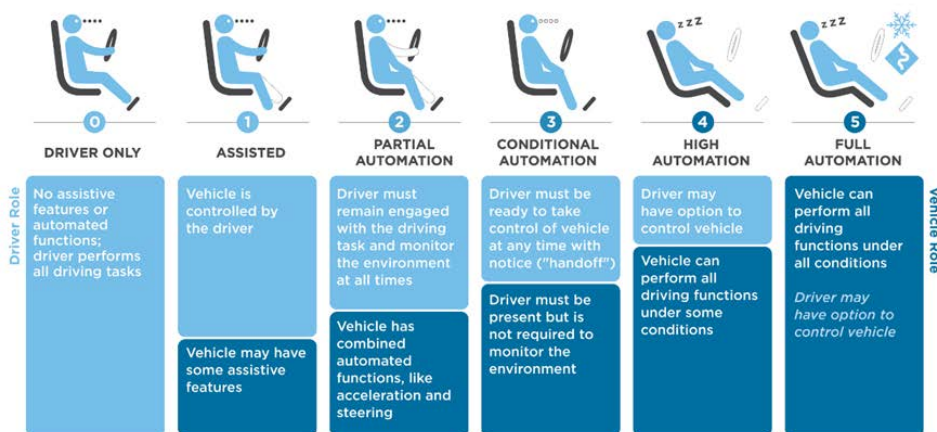 zzz
zzz
0
DRIVER ONLY
1
ASSISTED
2
PARTIAL
AUTOMATION
3
CONDITIONAL
AUTOMATION
4
HIGH
AUTOMATION
5
FULL
AUTOMATION
Driver Role
No assistive
features or
automated
functions;
driver performs
all driving tasks
Vehicle is
controlled by
the driver
Vehicle may have
some assistive
features
Driver must
remain engaged
with the driving
task and monitor
the environment
at all times
Vehicle has
combined
automated
functions, like
acceleration and
steering
Driver must be
ready to take
control of vehicle
at any time with
notice ("handoff")
Driver must be
present but is
not required to
monitor the
environment
Driver may
have option to
control vehicle
Vehicle can
perform all
driving functions
under some
conditions
Vehicle can
perform all
driving
functions under
all conditions
Driver may
have option to
control vehicle
Vehicle Role